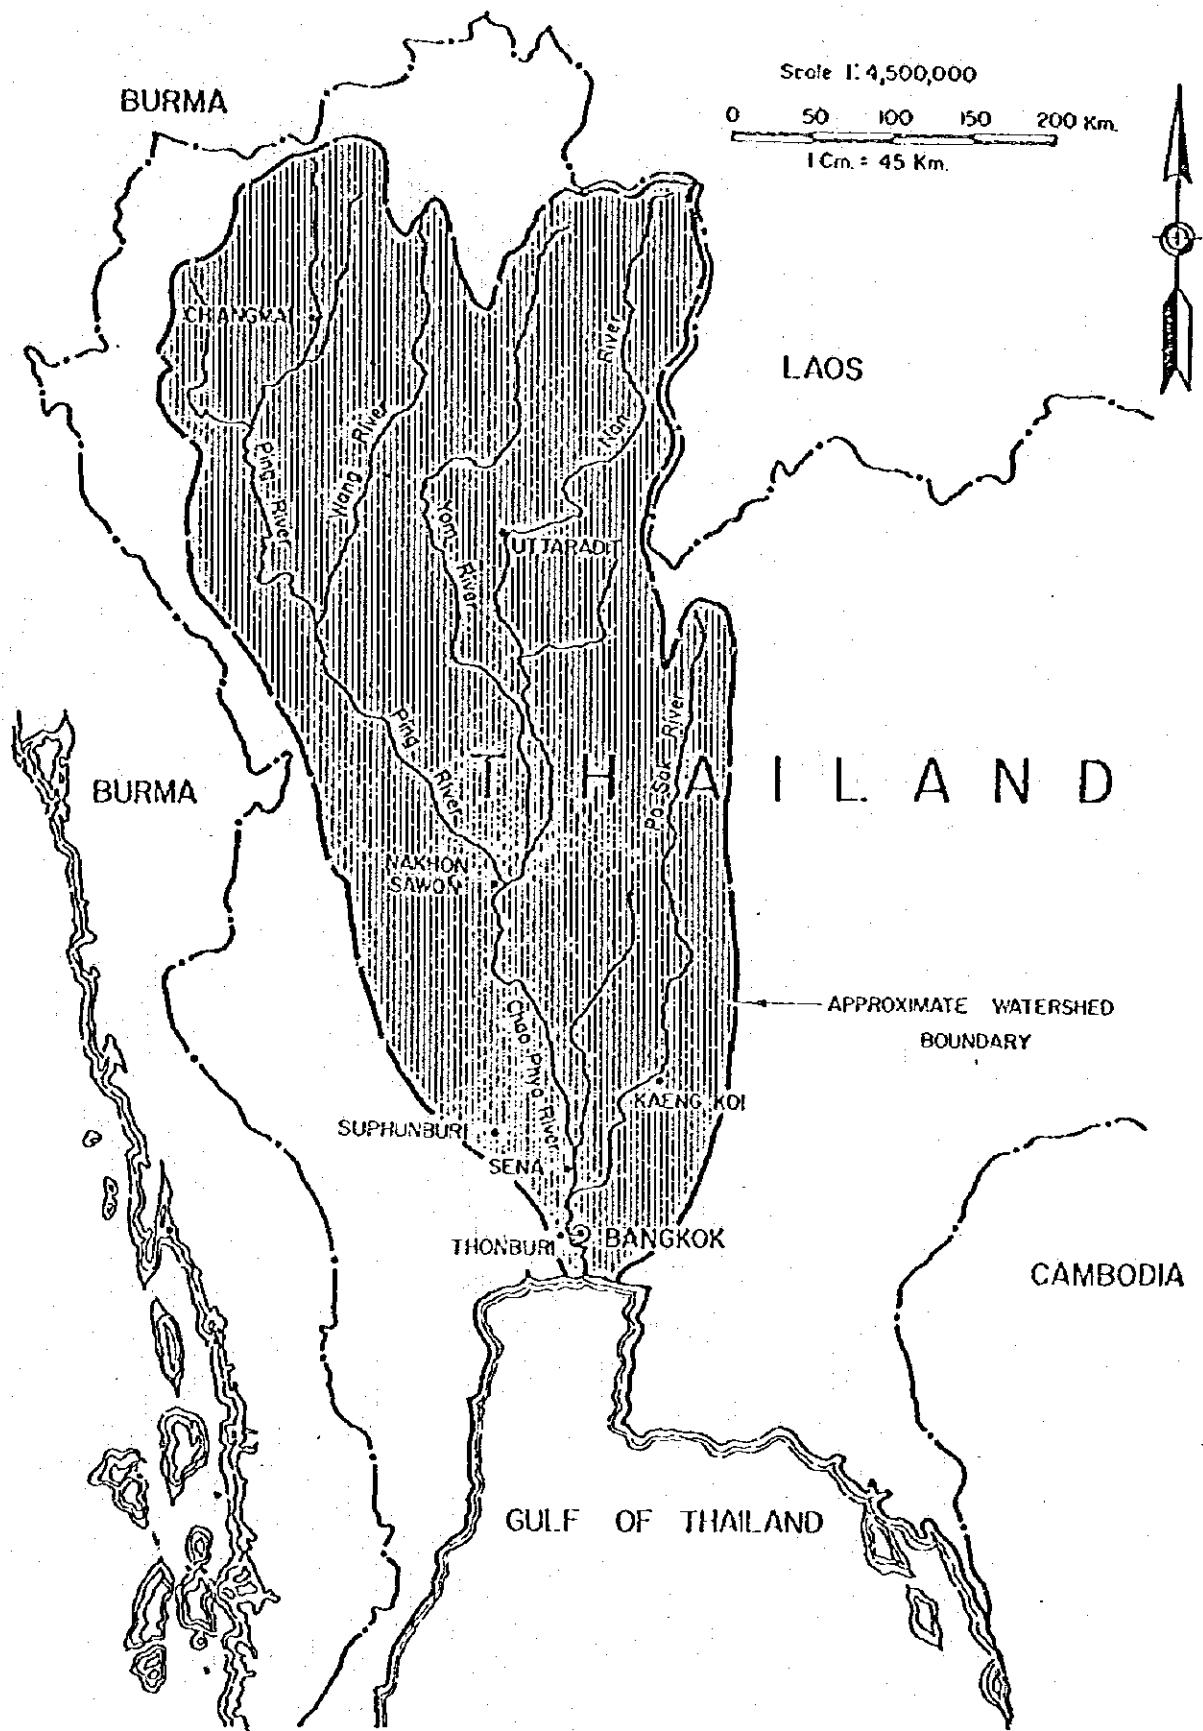 Scale 1:4,500,000
0 50 100 150 200 Km.
1 Cm. = 45 Km.
BURMA
CHIANGMAI
LAOS
Nan River
Ping River
Wang River
Yom River
UTTARADIT
Pa Sak River
Ping River
THAILAND
BURMA
NAKHON
SAWON
APPROXIMATE WATERSHED
BOUNDARY
Chao Phya River
KAENG KOI
SUPHUNBURI
SENA
THONBURI
BANGKOK
CAMBODIA
GULF OF THAILAND